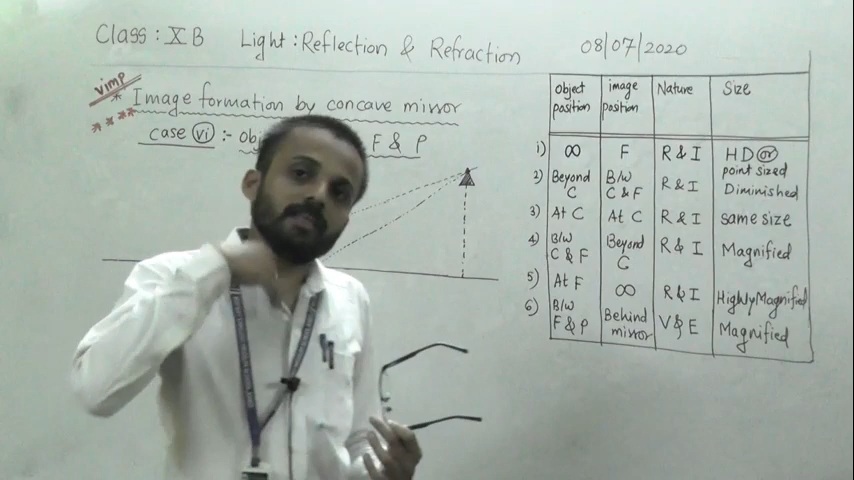 Class : X B Light : Reflection & Refraction 08/07/2020
vimp
Image formation by concave mirror
case (vi) :- Obj F & P
object position image position Nature Size
1) ∞ F R & I HD (or) point sized
2) Beyond C B/w C & F R & I Diminished
3) At C At C R & I same size
4) B/w C & F Beyond C R & I Magnified
5) At F ∞ R & I Highly Magnified
6) B/w F & P Behind mirror V & E Magnified